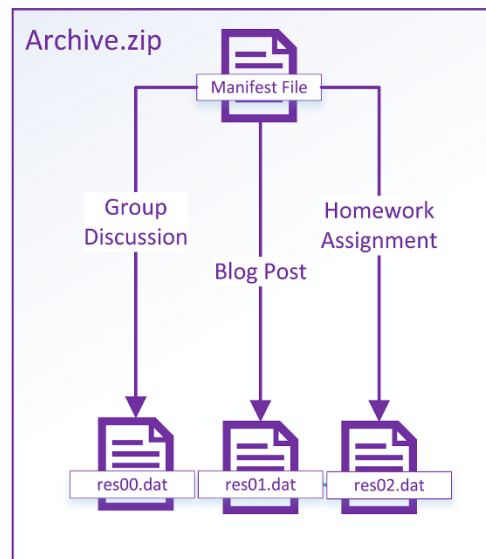 Archive.zip
Manifest File
Group
Discussion
Blog Post
Homework
Assignment
res00.dat
res01.dat
res02.dat